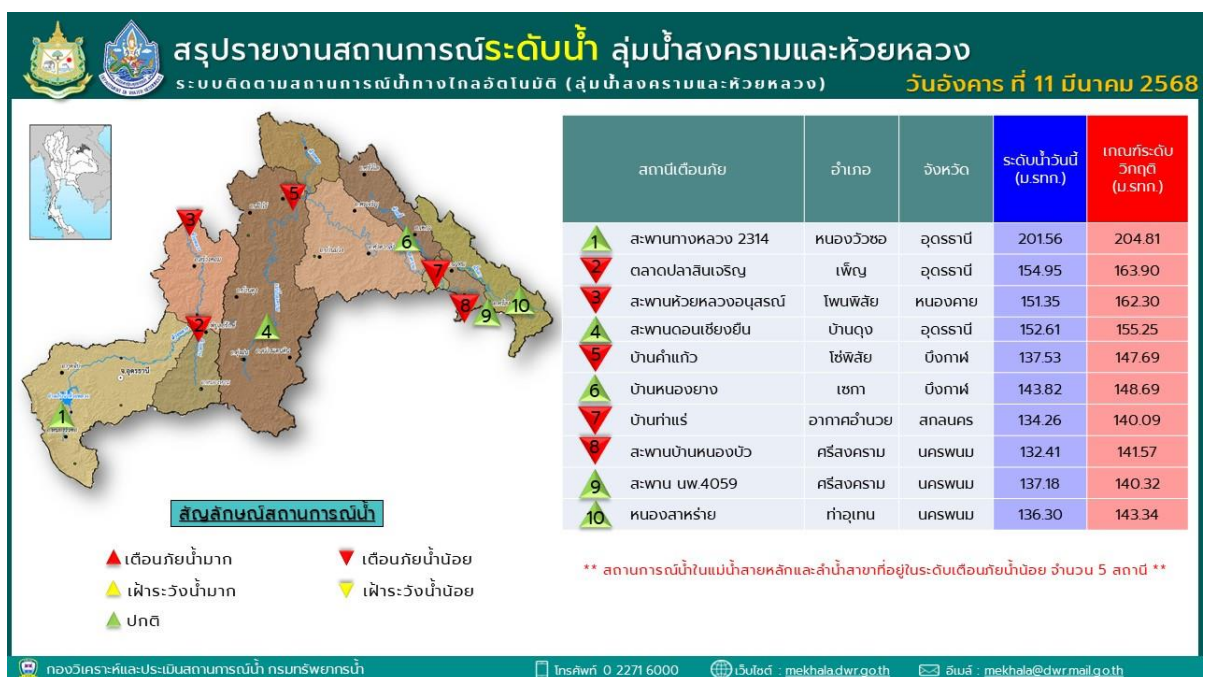 สรุปรายงานสถานการณ์ระดับน้ำ ลุ่มน้ำสงครามและห้วยหลวง
ระบบติดตามสถานการณ์น้ำทางไกลอัตโนมัติ (ลุ่มน้ำสงครามและห้วยหลวง)
วันอังคาร ที่ 11 มีนาคม 2568
สถานีเตือนภัย อำเภอ จังหวัด ระดับน้ำวันนี้ (ม.รทก.) เกณฑ์ระดับวิกฤติ (ม.รทก.)
1 สะพานทางหลวง 2314 หนองวัวซอ อุดรธานี 201.56 204.81
2 ตลาดปลาสินเจริญ เพ็ญ อุดรธานี 154.95 163.90
3 สะพานห้วยหลวงอนุสรณ์ โพนพิสัย หนองคาย 151.35 162.30
4 สะพานดอนเชียงยืน บ้านดุง อุดรธานี 152.61 155.25
5 บ้านคำแก้ว โซ่พิสัย บึงกาฬ 137.53 147.69
6 บ้านหนองยาง เซกา บึงกาฬ 143.82 148.69
7 บ้านท่าแร่ อากาศอำนวย สกลนคร 134.26 140.09
8 สะพานบ้านหนองบัว ศรีสงคราม นครพนม 132.41 141.57
9 สะพาน นพ.4059 ศรีสงคราม นครพนม 137.18 140.32
10 หนองสาหร่าย ท่าอุเทน นครพนม 136.30 143.34
** สถานการณ์น้ำในแม่น้ำสายหลักและลำน้ำสาขาที่อยู่ในระดับเตือนภัยน้ำน้อย จำนวน 5 สถานี **
3
5
6
7
8
9
10
2
4
จ.อุดรธานี
1
สัญลักษณ์สถานการณ์น้ำ
เตือนภัยน้ำมาก
เตือนภัยน้ำน้อย
เฝ้าระวังน้ำมาก
เฝ้าระวังน้ำน้อย
ปกติ
กองวิเคราะห์และประเมินสถานการณ์น้ำ กรมทรัพยากรน้ำ
โทรศัพท์ 0 2271 6000
เว็บไซต์ : mekhala.dwr.go.th
อีเมล์ : mekhala@dwr.mail.go.th